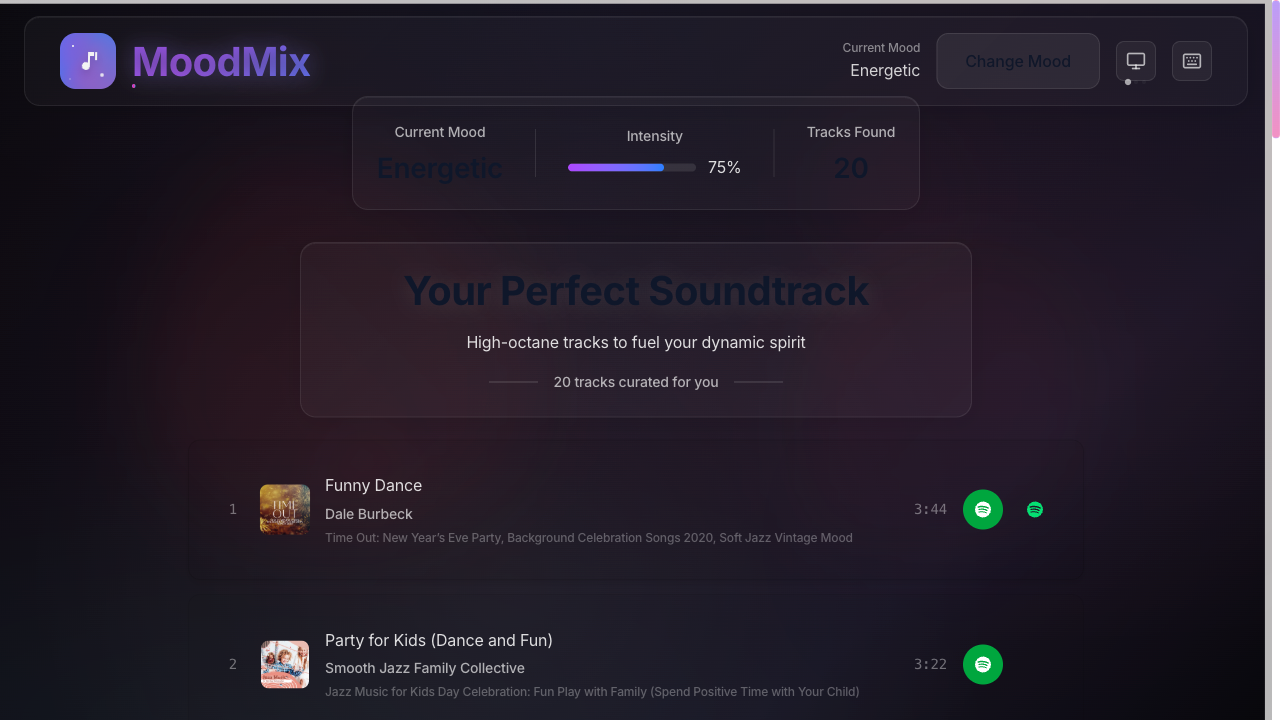 MoodMix
Current Mood
Energetic
Change Mood
Current Mood
Energetic
Intensity
75%
Tracks Found
20
Your Perfect Soundtrack
High-octane tracks to fuel your dynamic spirit
20 tracks curated for you
1
TIME
OUT
Funny Dance
Dale Burbeck
Time Out: New Year’s Eve Party, Background Celebration Songs 2020, Soft Jazz Vintage Mood
3:44
2
Party for Kids (Dance and Fun)
Smooth Jazz Family Collective
Jazz Music for Kids Day Celebration: Fun Play with Family (Spend Positive Time with Your Child)
3:22